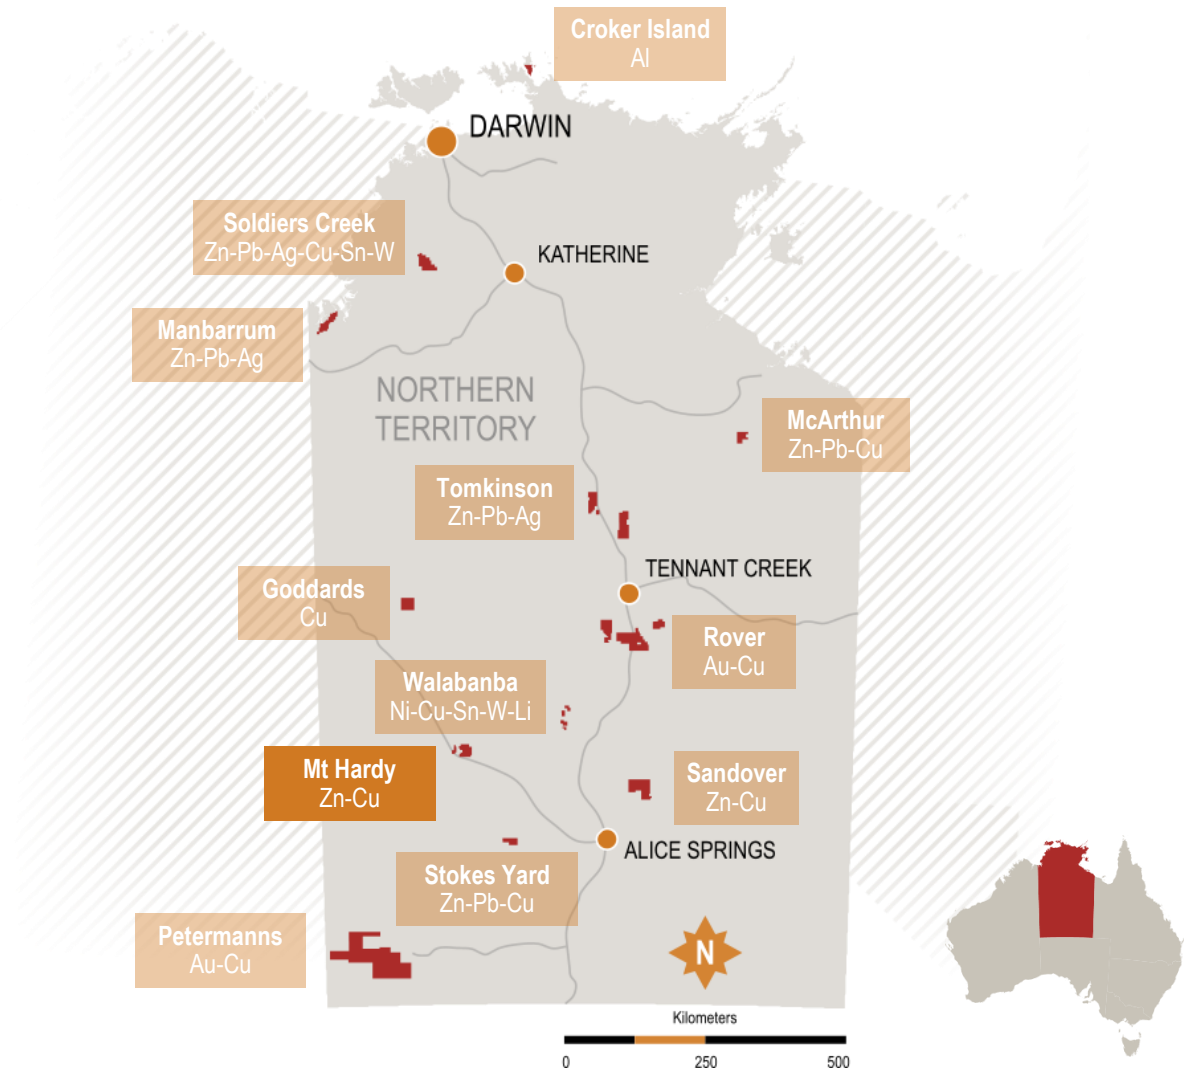 Croker Island
Al
DARWIN
Soldiers Creek
Zn-Pb-Ag-Cu-Sn-W
KATHERINE
Manbarrum
Zn-Pb-Ag
NORTHERN
TERRITORY
McArthur
Zn-Pb-Cu
Tomkinson
Zn-Pb-Ag
TENNANT CREEK
Goddards
Cu
Rover
Au-Cu
Walabanba
Ni-Cu-Sn-W-Li
Mt Hardy
Zn-Cu
Sandover
Zn-Cu
ALICE SPRINGS
Stokes Yard
Zn-Pb-Cu
Petermanns
Au-Cu
N
Kilometers
0 250 500